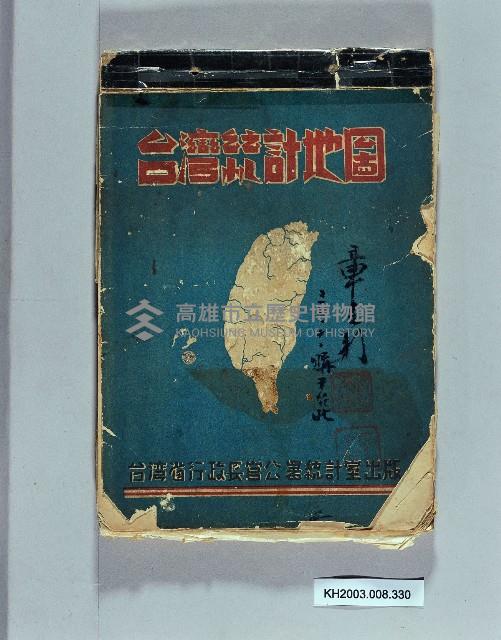 台灣統計地圖
高雄市立歷史博物館
KAOHSIUNG MUSEUM OF HISTORY
台灣省行政長官公署統計室出版
KH2003.008.330